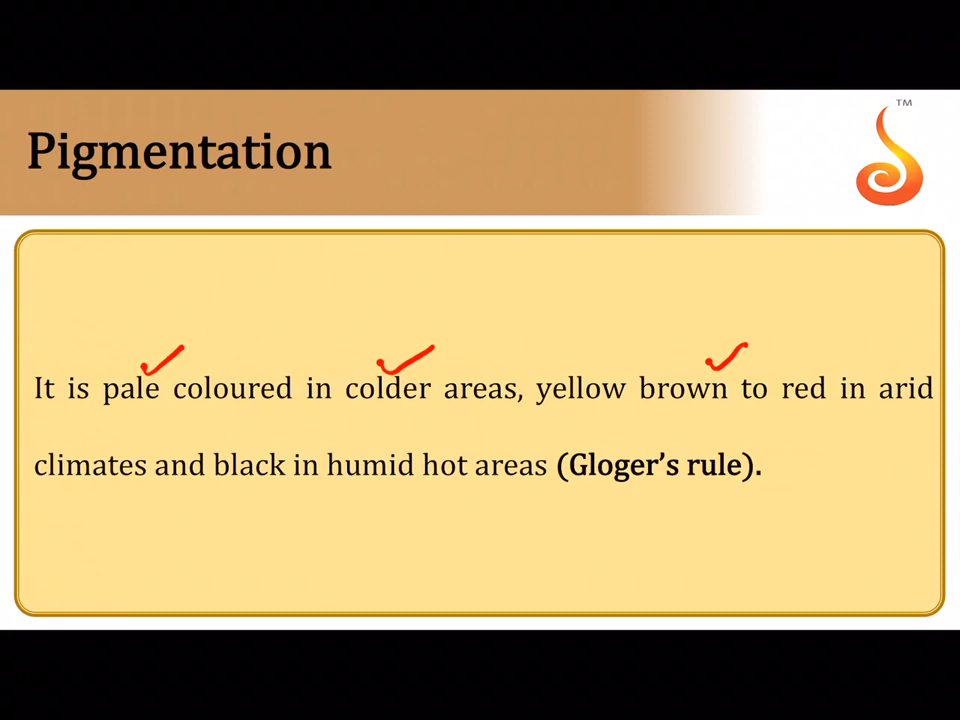 TM
Pigmentation
It is pale coloured in colder areas, yellow brown to red in arid
climates and black in humid hot areas (Gloger’s rule).